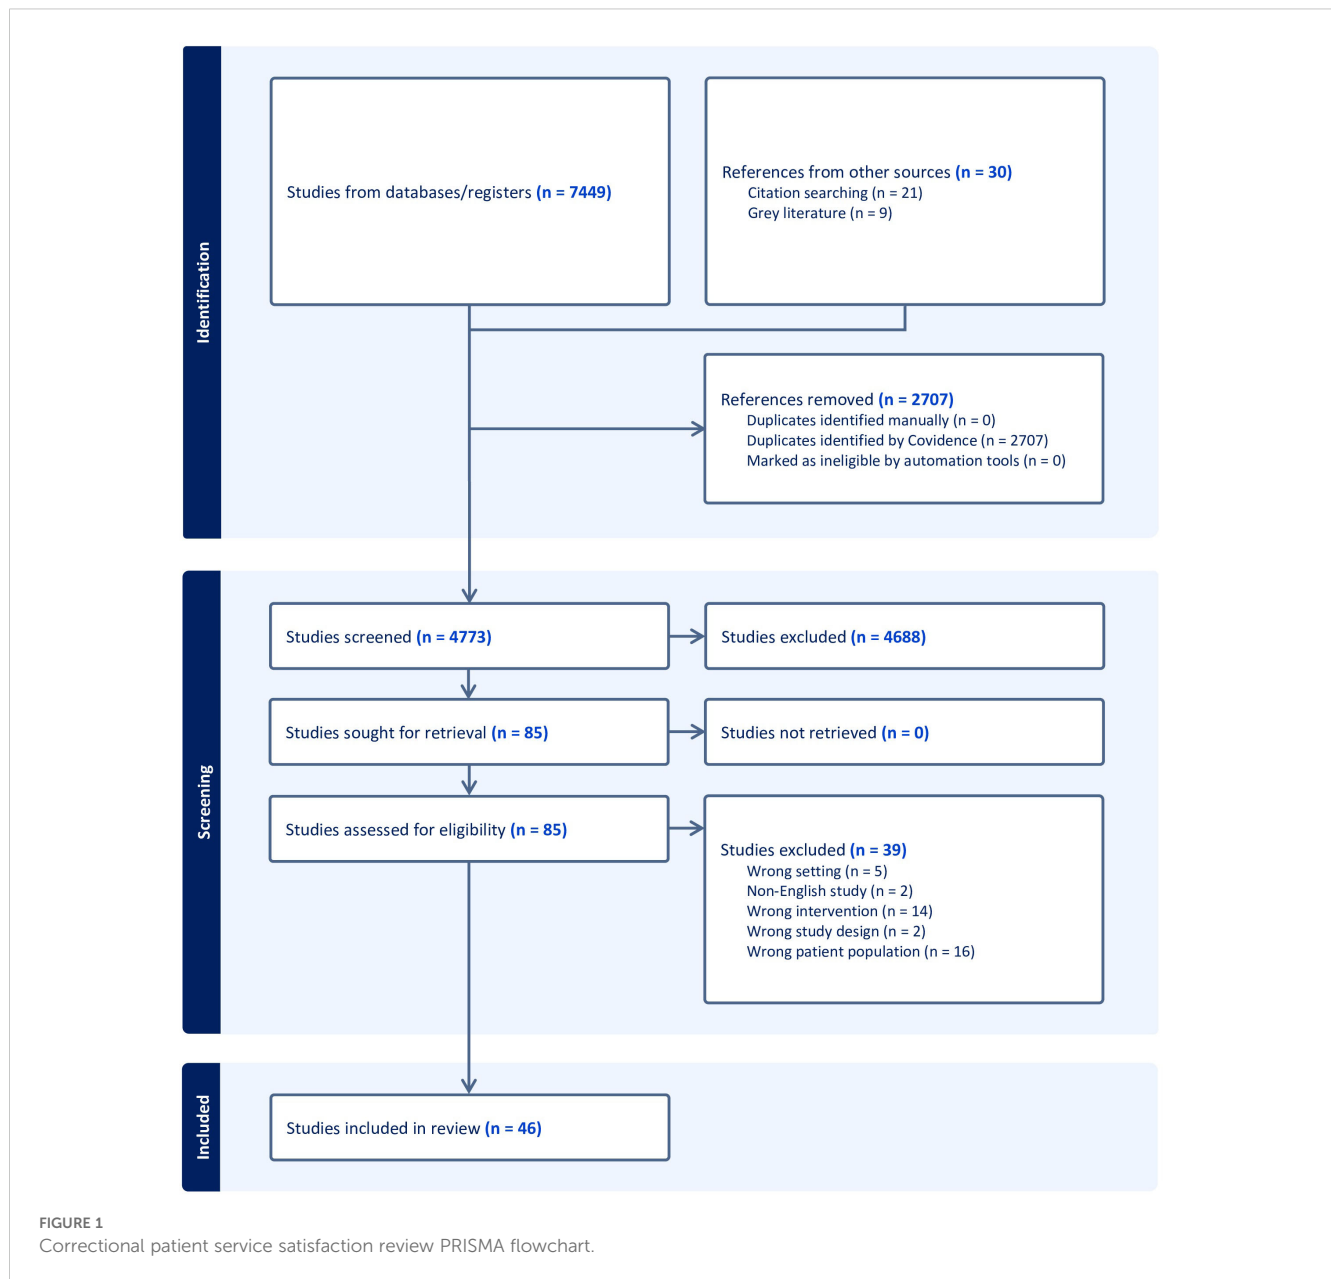 Identification
Studies from databases/registers (n = 7449)
References from other sources (n = 30)
Citation searching (n = 21)
Grey literature (n = 9)
References removed (n = 2707)
Duplicates identified manually (n = 0)
Duplicates identified by Covidence (n = 2707)
Marked as ineligible by automation tools (n = 0)
Screening
Studies screened (n = 4773)
Studies excluded (n = 4688)
Studies sought for retrieval (n = 85)
Studies not retrieved (n = 0)
Studies assessed for eligibility (n = 85)
Studies excluded (n = 39)
Wrong setting (n = 5)
Non-English study (n = 2)
Wrong intervention (n = 14)
Wrong study design (n = 2)
Wrong patient population (n = 16)
Included
Studies included in review (n = 46)
FIGURE 1
Correctional patient service satisfaction review PRISMA flowchart.